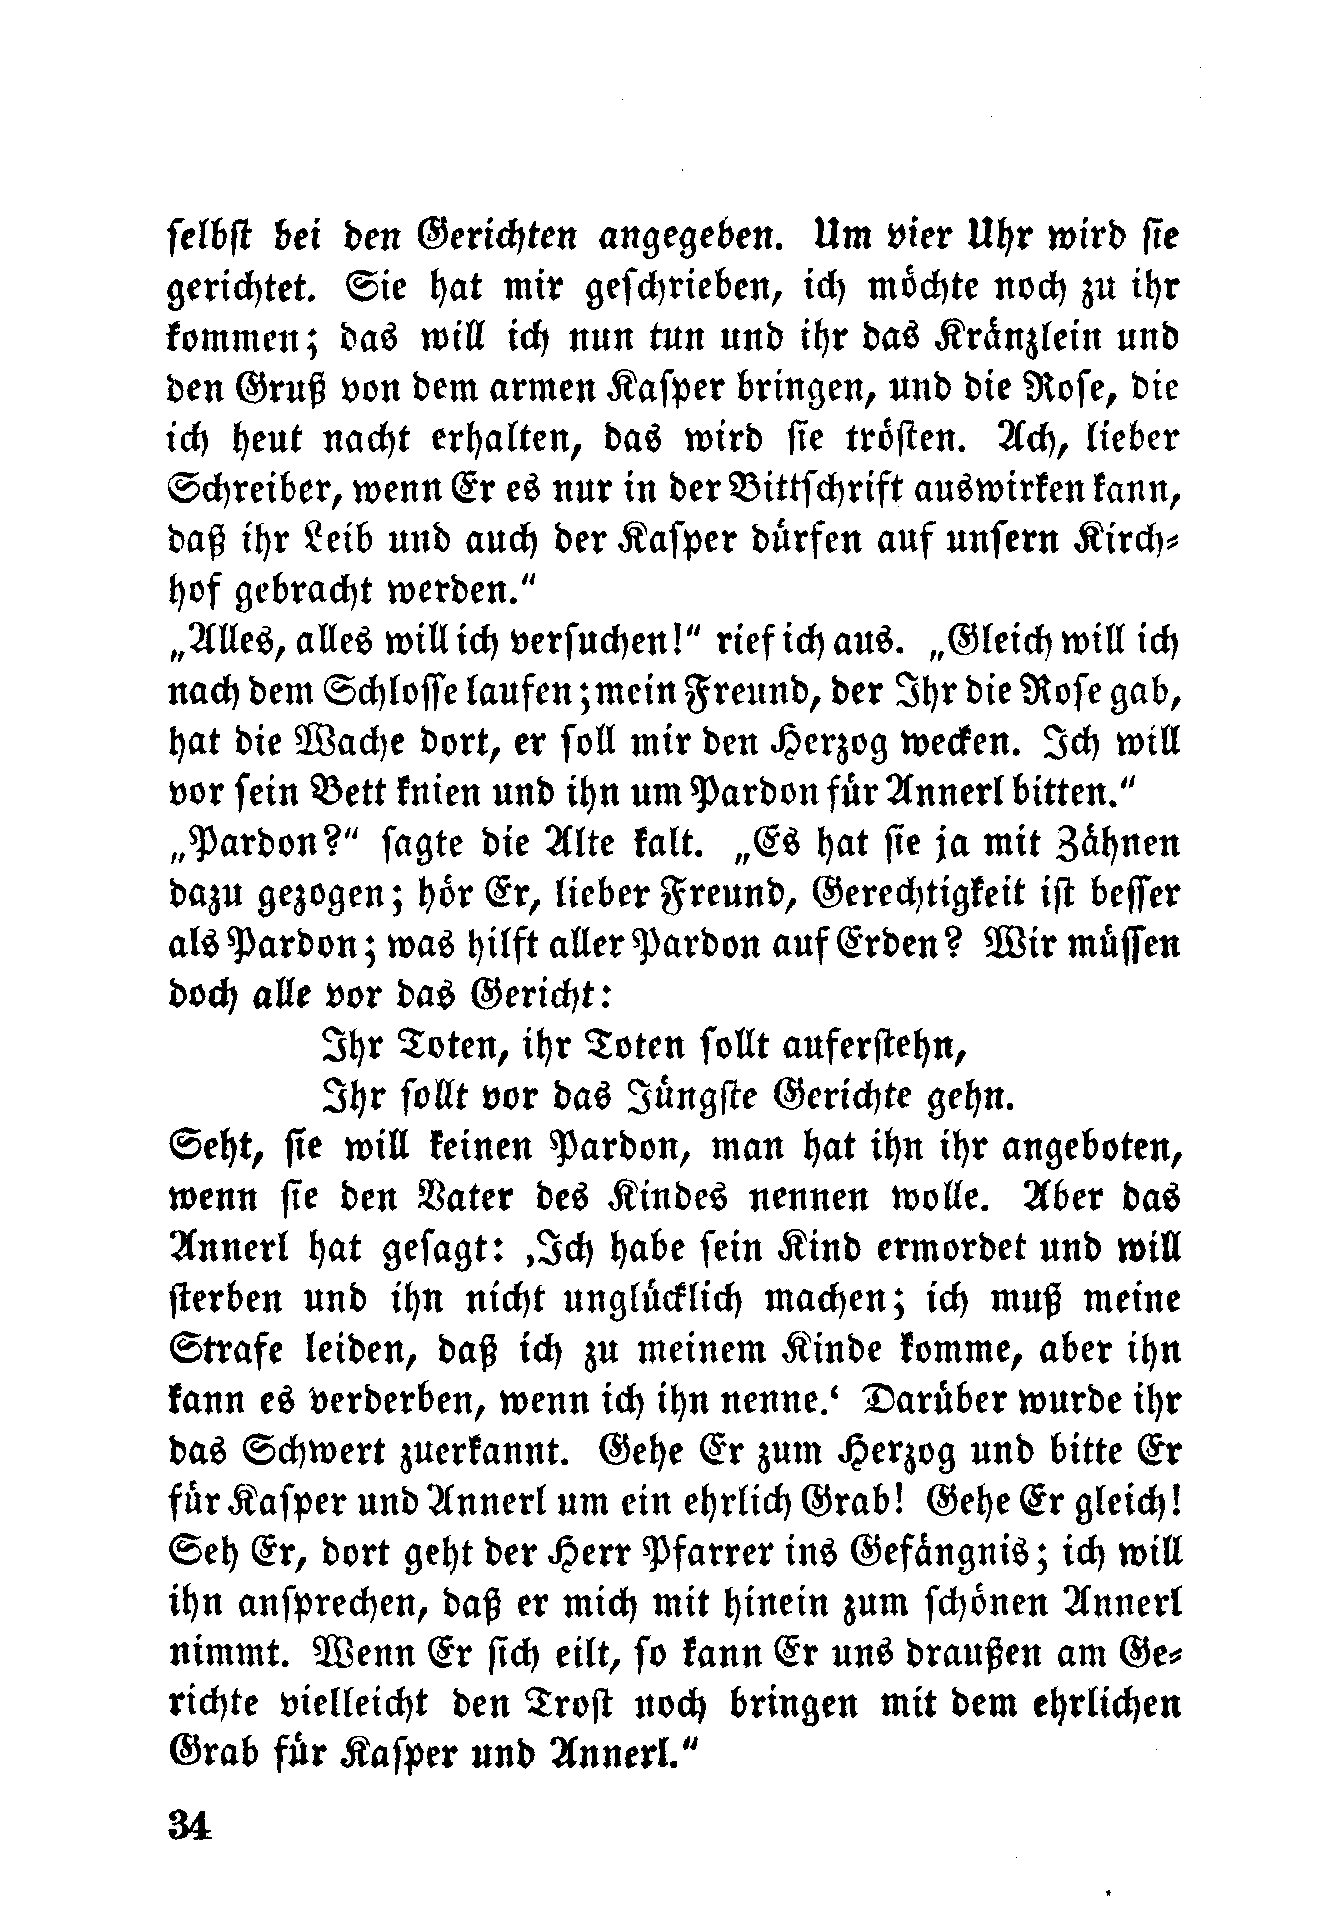 selbst bei den Gerichten angegeben. Um vier Uhr wird sie
gerichtet. Sie hat mir geschrieben, ich möchte noch zu ihr
kommen; das will ich nun tun und ihr das Kränzlein und
den Gruß von dem armen Kasper bringen, und die Rose, die
ich heut nacht erhalten, das wird sie trösten. Ach, lieber
Schreiber, wenn Er es nur in der Bittschrift auswirken kann,
daß ihr Leib und auch der Kasper dürfen auf unsern Kirch-
hof gebracht werden.“
„Alles, alles will ich versuchen!“ rief ich aus. „Gleich will ich
nach dem Schlosse laufen; mein Freund, der Ihr die Rose gab,
hat die Wache dort, er soll mir den Herzog wecken. Ich will
vor sein Bett knien und ihn um Pardon für Annerl bitten.“
„Pardon?“ sagte die Alte kalt. „Es hat sie ja mit Zähnen
dazu gezogen; hör Er, lieber Freund, Gerechtigkeit ist besser
als Pardon; was hilft aller Pardon auf Erden? Wir müssen
doch alle vor das Gericht:
Ihr Toten, ihr Toten sollt auferstehn,
Ihr sollt vor das Jüngste Gerichte gehn.
Seht, sie will keinen Pardon, man hat ihn ihr angeboten,
wenn sie den Vater des Kindes nennen wolle. Aber das
Annerl hat gesagt: ‚Ich habe sein Kind ermordet und will
sterben und ihn nicht unglücklich machen; ich muß meine
Strafe leiden, daß ich zu meinem Kinde komme, aber ihn
kann es verderben, wenn ich ihn nenne.‘ Darüber wurde ihr
das Schwert zuerkannt. Gehe Er zum Herzog und bitte Er
für Kasper und Annerl um ein ehrlich Grab! Gehe Er gleich!
Seh Er, dort geht der Herr Pfarrer ins Gefängnis; ich will
ihn ansprechen, daß er mich mit hinein zum schönen Annerl
nimmt. Wenn Er sich eilt, so kann Er uns draußen am Ge-
richte vielleicht den Trost noch bringen mit dem ehrlichen
Grab für Kasper und Annerl.“
34